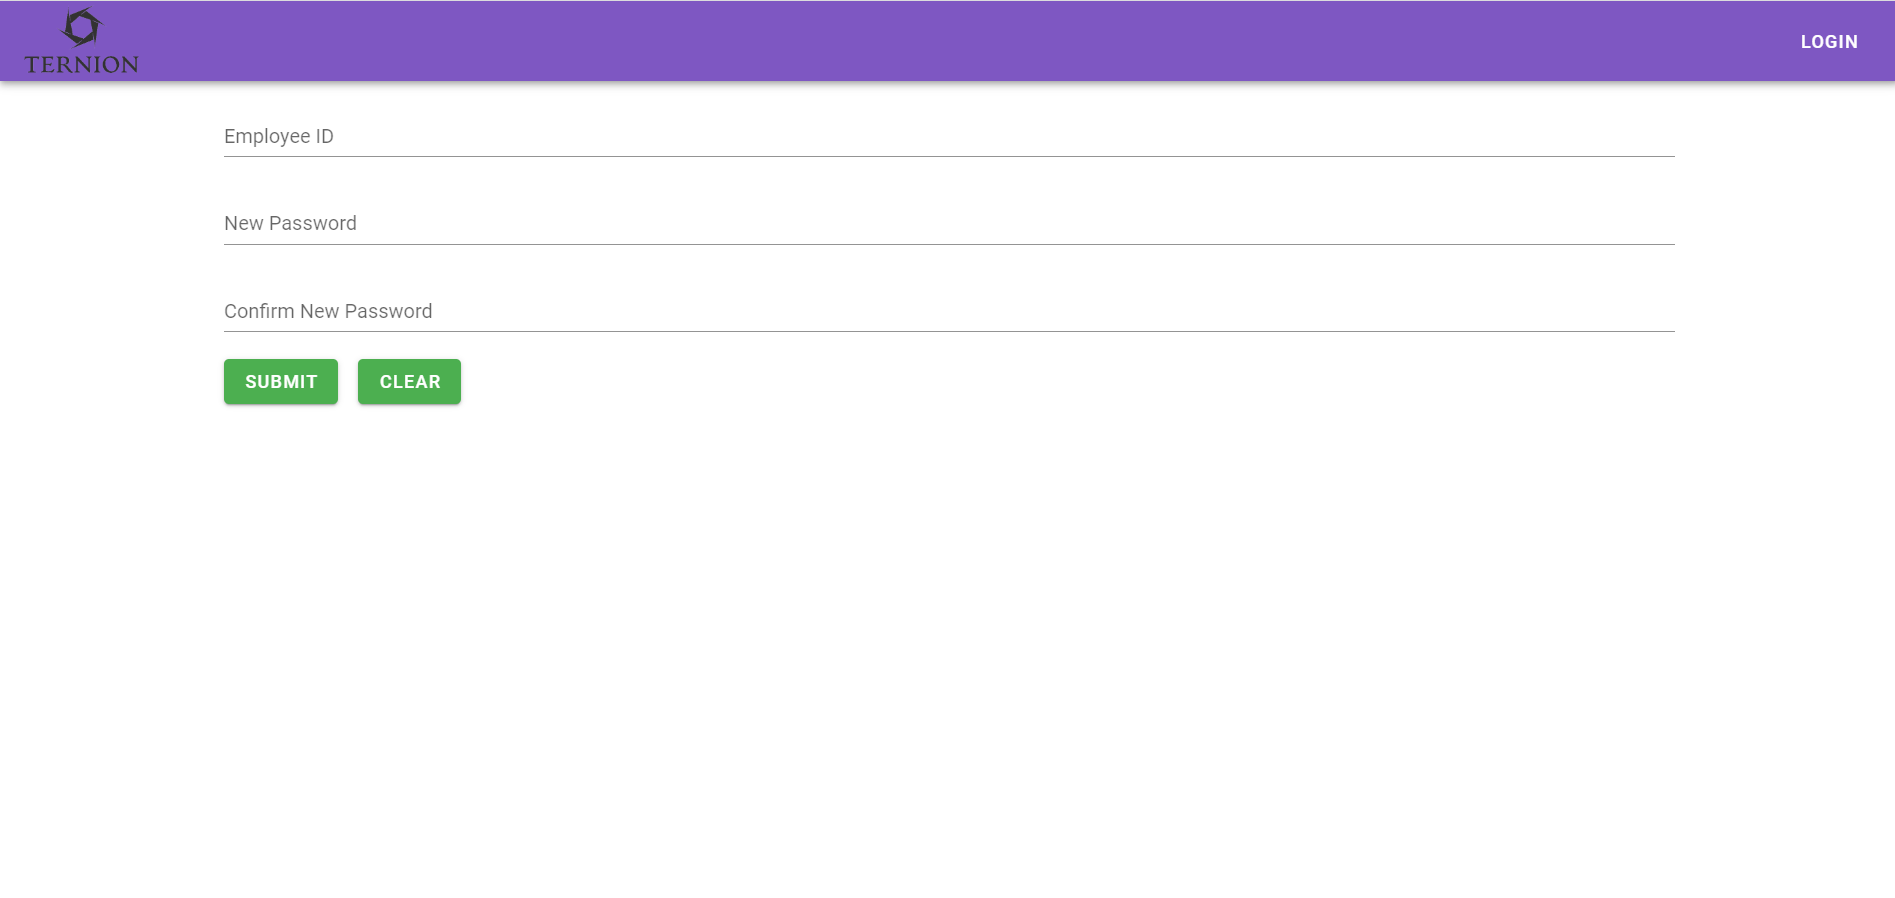 TERNION
LOGIN
Employee ID
New Password
Confirm New Password
SUBMIT CLEAR